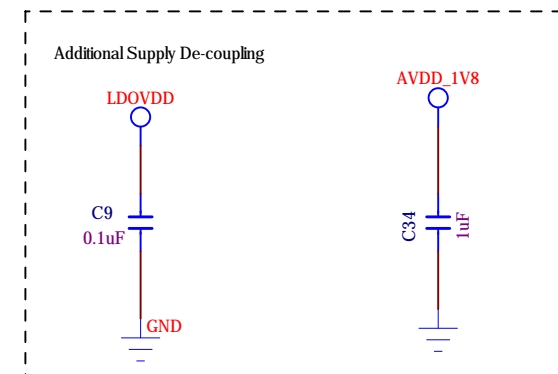 Additional Supply De-coupling
LDOVDD
AVDD_1V8
C9
0.1uF
C34
1uF
GND